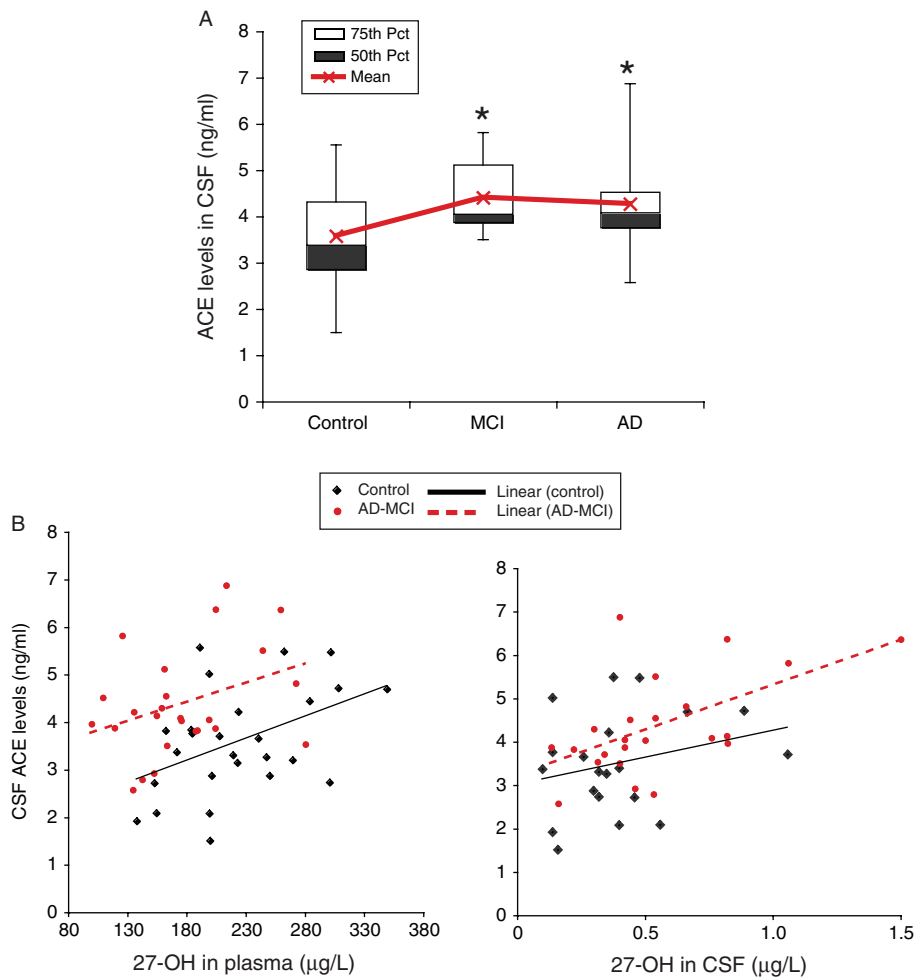 A
75th Pct
50th Pct
Mean
ACE levels in CSF (ng/ml)
8
7
6
5
4
3
2
1
0
*
*
Control
MCI
AD
Control
Linear (control)
AD-MCI
Linear (AD-MCI)
B
CSF ACE levels (ng/ml)
8
7
6
5
4
3
2
1
0
80
130
180
230
280
330
380
27-OH in plasma (µg/L)
8
7
6
5
4
3
2
1
0
0
0.5
1.0
1.5
27-OH in CSF (µg/L)